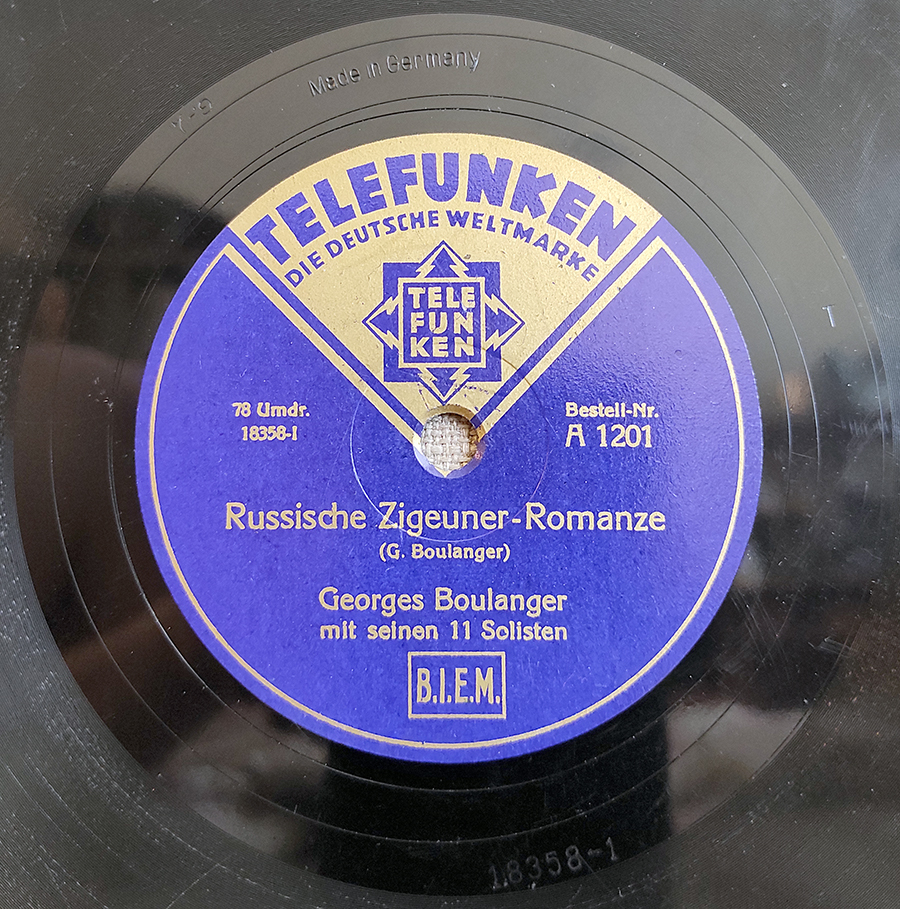 Made in Germany
TELEFUNKEN
DIE DEUTSCHE WELTMARKE
TELE
FUN
KEN
78 Umdr.
18358-I
Bestell-Nr.
A 1201
Russische Zigeuner-Romanze
(G. Boulanger)
Georges Boulanger
mit seinen 11 Solisten
B.I.E.M.
18358-1